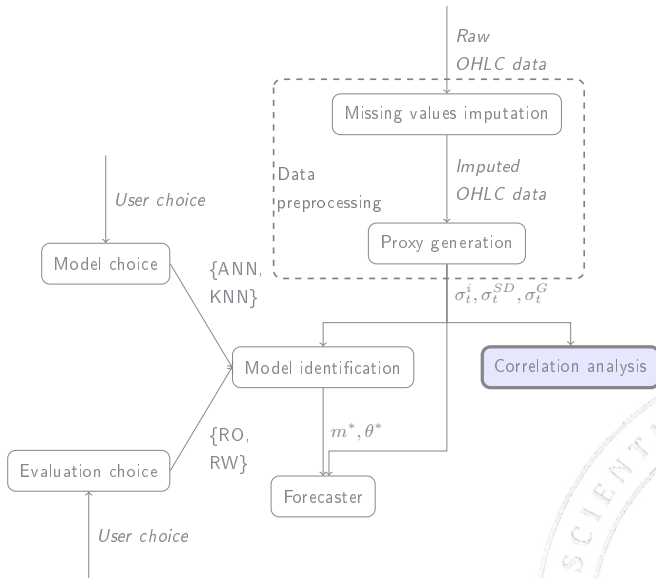 Raw
OHLC data
Missing values imputation
Imputed
OHLC data
Data
preprocessing
Proxy generation
User choice
Model choice
{ANN,
KNN}
σ_t^i, σ_t^{SD}, σ_t^G
Model identification
Correlation analysis
m*, θ*
{RO,
RW}
Evaluation choice
Forecaster
User choice
SCIENTA